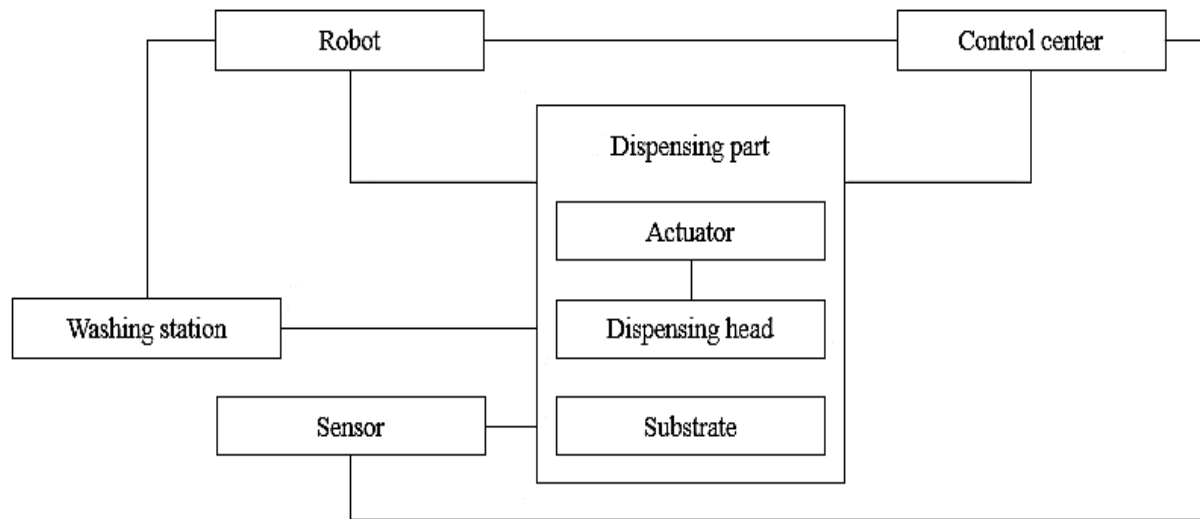 Robot
Control center
Dispensing part
Actuator
Washing station
Dispensing head
Sensor
Substrate